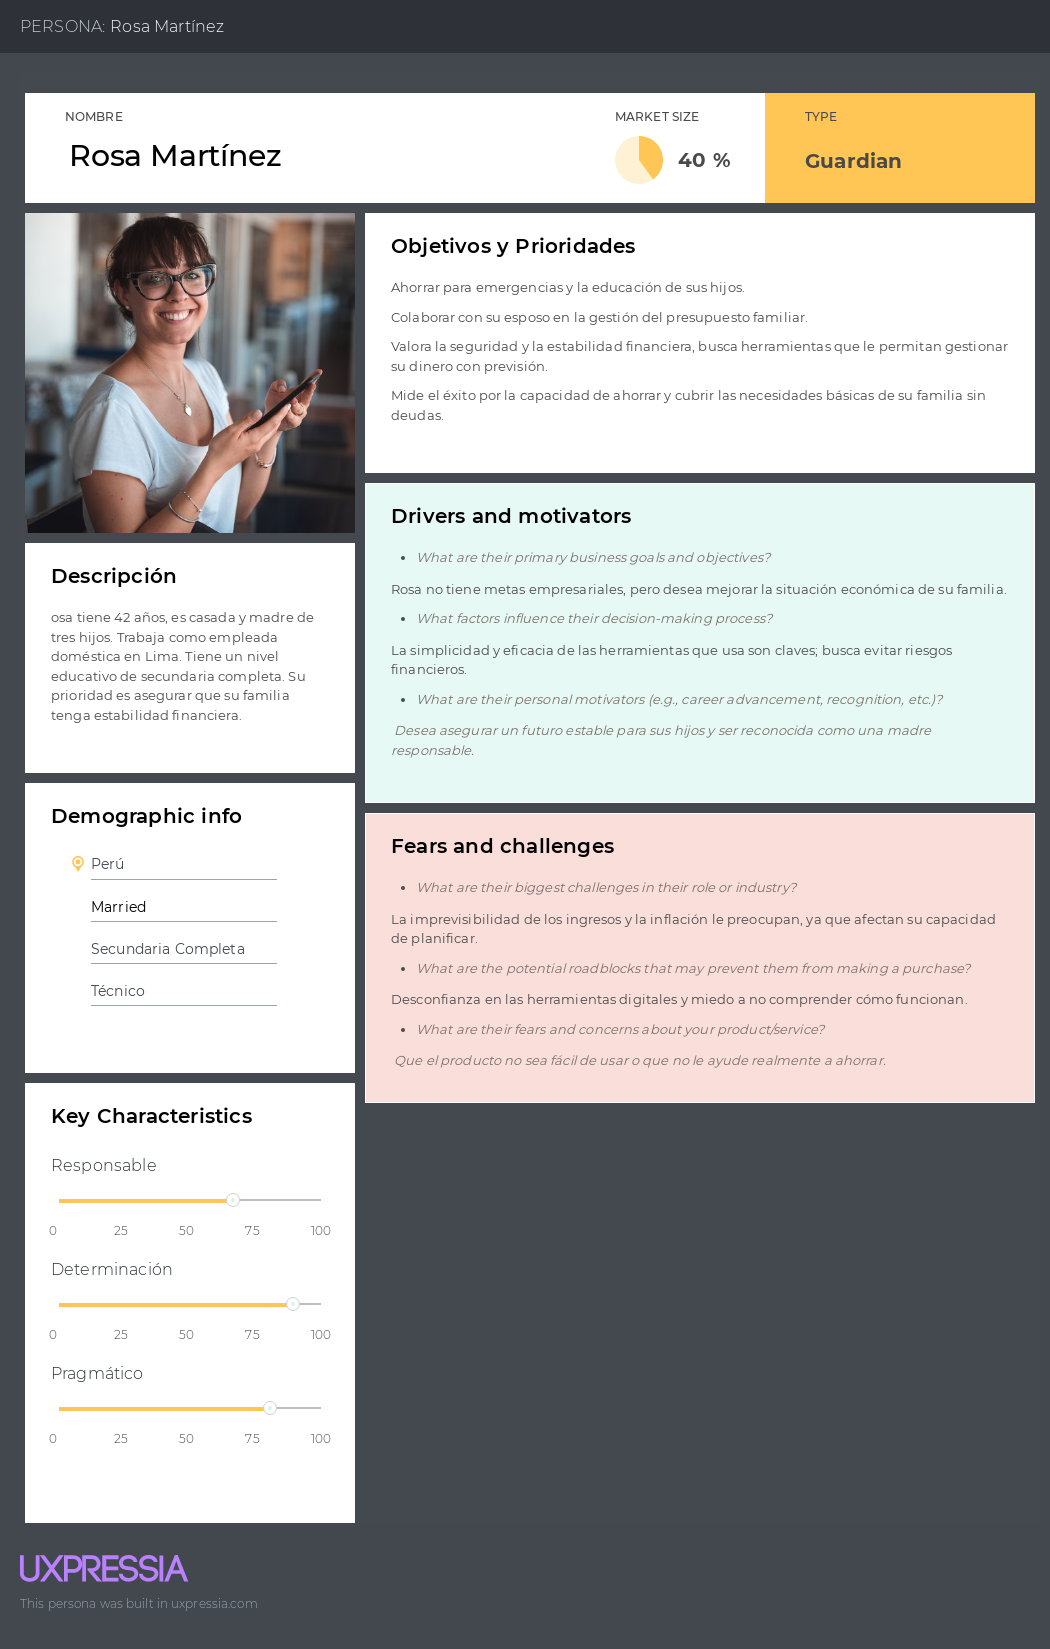 PERSONA: Rosa Martínez
NOMBRE
Rosa Martínez
MARKET SIZE
40 %
TYPE
Guardian
Objetivos y Prioridades
Ahorrar para emergencias y la educación de sus hijos.
Colaborar con su esposo en la gestión del presupuesto familiar.
Valora la seguridad y la estabilidad financiera, busca herramientas que le permitan gestionar
su dinero con previsión.
Mide el éxito por la capacidad de ahorrar y cubrir las necesidades básicas de su familia sin
deudas.
Drivers and motivators
• What are their primary business goals and objectives?
Rosa no tiene metas empresariales, pero desea mejorar la situación económica de su familia.
• What factors influence their decision-making process?
La simplicidad y eficacia de las herramientas que usa son claves; busca evitar riesgos
financieros.
• What are their personal motivators (e.g., career advancement, recognition, etc.)?
Desea asegurar un futuro estable para sus hijos y ser reconocida como una madre
responsable.
Fears and challenges
• What are their biggest challenges in their role or industry?
La imprevisibilidad de los ingresos y la inflación le preocupan, ya que afectan su capacidad
de planificar.
• What are the potential roadblocks that may prevent them from making a purchase?
Desconfianza en las herramientas digitales y miedo a no comprender cómo funcionan.
• What are their fears and concerns about your product/service?
Que el producto no sea fácil de usar o que no le ayude realmente a ahorrar.
Descripción
osa tiene 42 años, es casada y madre de
tres hijos. Trabaja como empleada
doméstica en Lima. Tiene un nivel
educativo de secundaria completa. Su
prioridad es asegurar que su familia
tenga estabilidad financiera.
Demographic info
Perú
Married
Secundaria Completa
Técnico
Key Characteristics
Responsable
0 25 50 75 100
Determinación
0 25 50 75 100
Pragmático
0 25 50 75 100
UXPRESSIA
This persona was built in uxpressia.com